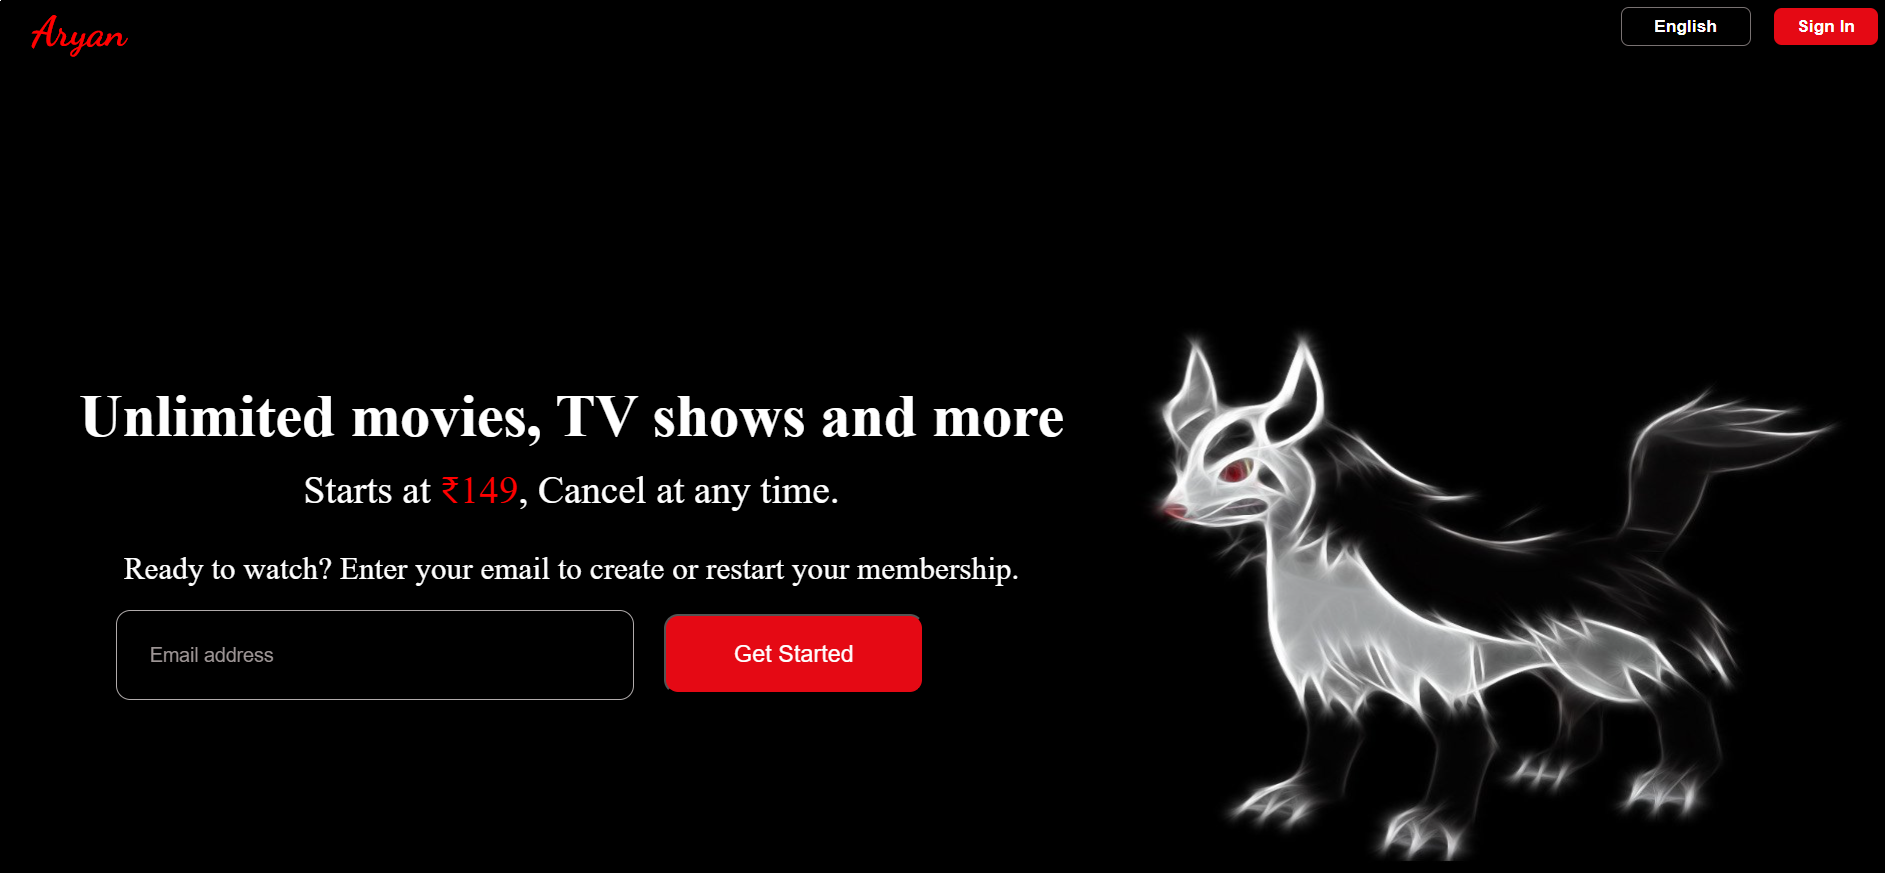 Aryan
English
Sign In
Unlimited movies, TV shows and more
Starts at ₹149, Cancel at any time.
Ready to watch? Enter your email to create or restart your membership.
Email address
Get Started